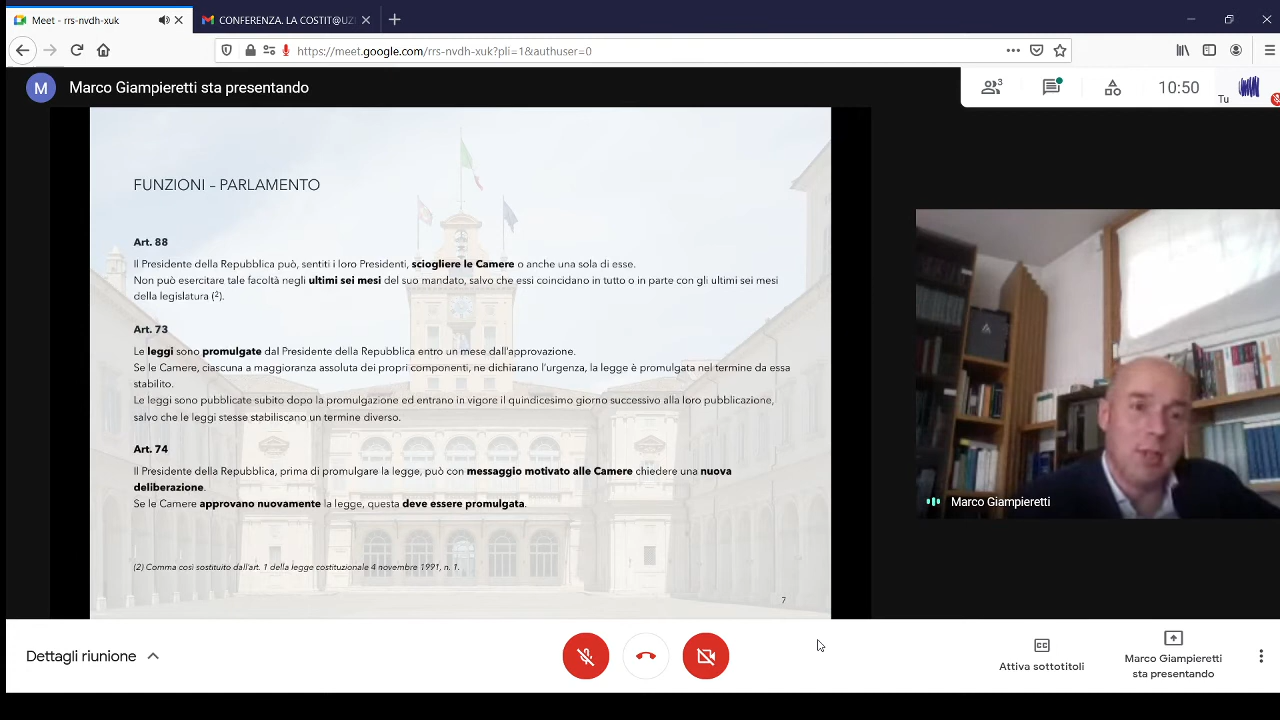 Meet - rrs-nvdh-xuk
CONFERENZA. LA COSTIT@UZ
https://meet.google.com/rrs-nvdh-xuk?pli=1&authuser=0
M
Marco Giampieretti sta presentando
3
10:50
Tu
FUNZIONI – PARLAMENTO
Art. 88
Il Presidente della Repubblica può, sentiti i loro Presidenti, sciogliere le Camere o anche una sola di esse.
Non può esercitare tale facoltà negli ultimi sei mesi del suo mandato, salvo che essi coincidano in tutto o in parte con gli ultimi sei mesi
della legislatura (2).
Art. 73
Le leggi sono promulgate dal Presidente della Repubblica entro un mese dall'approvazione.
Se le Camere, ciascuna a maggioranza assoluta dei propri componenti, ne dichiarano l'urgenza, la legge è promulgata nel termine da essa
stabilito.
Le leggi sono pubblicate subito dopo la promulgazione ed entrano in vigore il quindicesimo giorno successivo alla loro pubblicazione,
salvo che le leggi stesse stabiliscano un termine diverso.
Art. 74
Il Presidente della Repubblica, prima di promulgare la legge, può con messaggio motivato alle Camere chiedere una nuova
deliberazione.
Se le Camere approvano nuovamente la legge, questa deve essere promulgata.
(2) Comma così sostituito dall'art. 1 della legge costituzionale 4 novembre 1991, n. 1.
7
Marco Giampieretti
Dettagli riunione
CC
Attiva sottotitoli
Marco Giampieretti
sta presentando